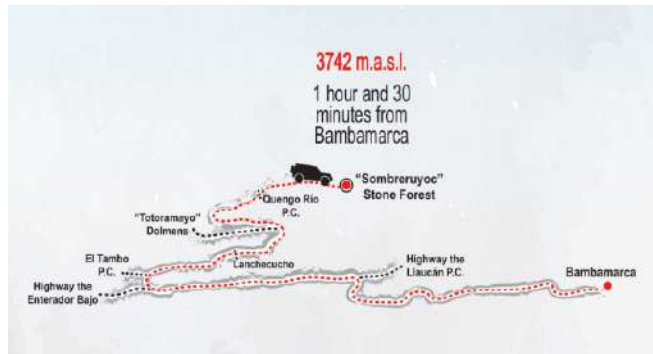 3742 m.a.s.l.
1 hour and 30
minutes from
Bambamarca
"Sombreruyoc"
Stone Forest
Quengo Río
P.C.
"Totoramayo"
Dolmens
El Tambo
P.C.
Lanchecucho
Highway the
Llaucán P.C.
Highway the
Enterador Bajo
Bambamarca